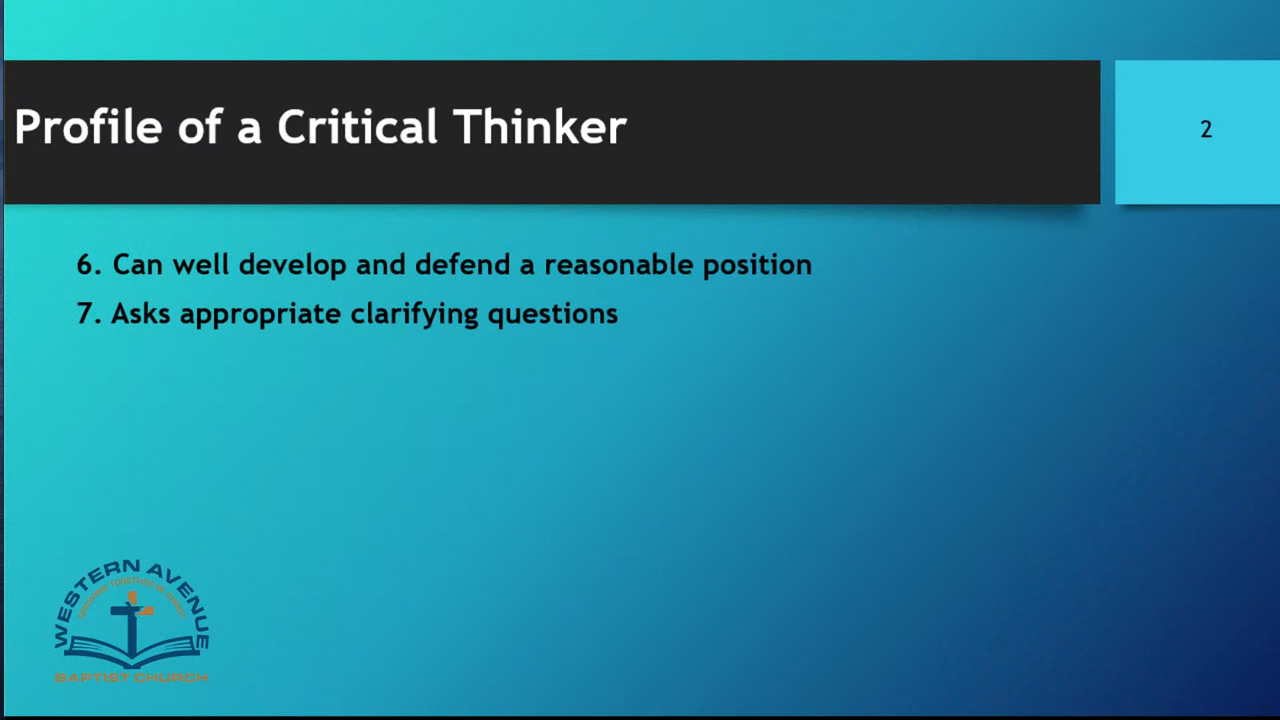 Profile of a Critical Thinker
2
6. Can well develop and defend a reasonable position
7. Asks appropriate clarifying questions
WESTERN AVENUE
BAPTIST CHURCH